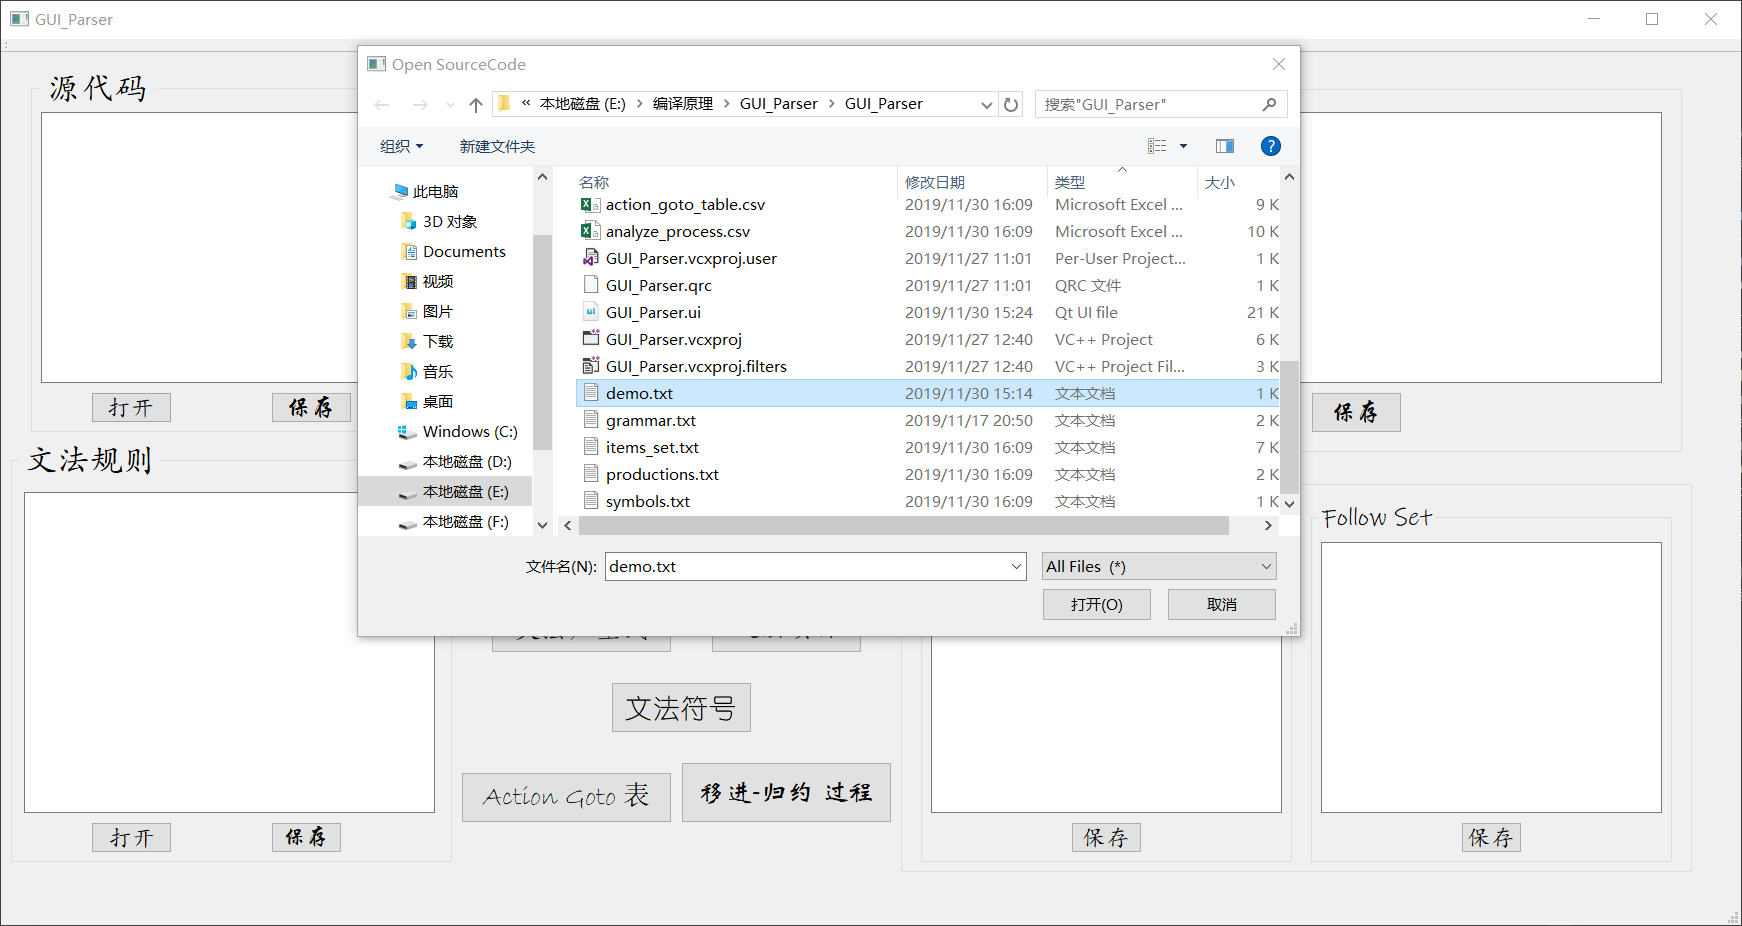 GUI_Parser
源代码
Open SourceCode
« 本地磁盘 (E:) › 编译原理 › GUI_Parser › GUI_Parser
搜索"GUI_Parser"
组织
新建文件夹
此电脑
3D 对象
Documents
视频
图片
下载
音乐
桌面
Windows (C:)
本地磁盘 (D:)
本地磁盘 (E:)
本地磁盘 (F:)
名称 修改日期 类型 大小
action_goto_table.csv 2019/11/30 16:09 Microsoft Excel ... 9 K
analyze_process.csv 2019/11/30 16:09 Microsoft Excel ... 10 K
GUI_Parser.vcxproj.user 2019/11/27 11:01 Per-User Project... 1 K
GUI_Parser.qrc 2019/11/27 11:01 QRC 文件 1 K
GUI_Parser.ui 2019/11/30 15:24 Qt UI file 21 K
GUI_Parser.vcxproj 2019/11/27 12:40 VC++ Project 6 K
GUI_Parser.vcxproj.filters 2019/11/27 12:40 VC++ Project Fil... 3 K
demo.txt 2019/11/30 15:14 文本文档 1 K
grammar.txt 2019/11/17 20:50 文本文档 2 K
items_set.txt 2019/11/30 16:09 文本文档 7 K
productions.txt 2019/11/30 16:09 文本文档 2 K
symbols.txt 2019/11/30 16:09 文本文档 1 K
文件名(N): demo.txt
All Files (*)
打开(O)
取消
打开
保存
保存
文法规则
Follow Set
文法符号
Action Goto 表
移进-归约 过程
打开
保存
保存
保存